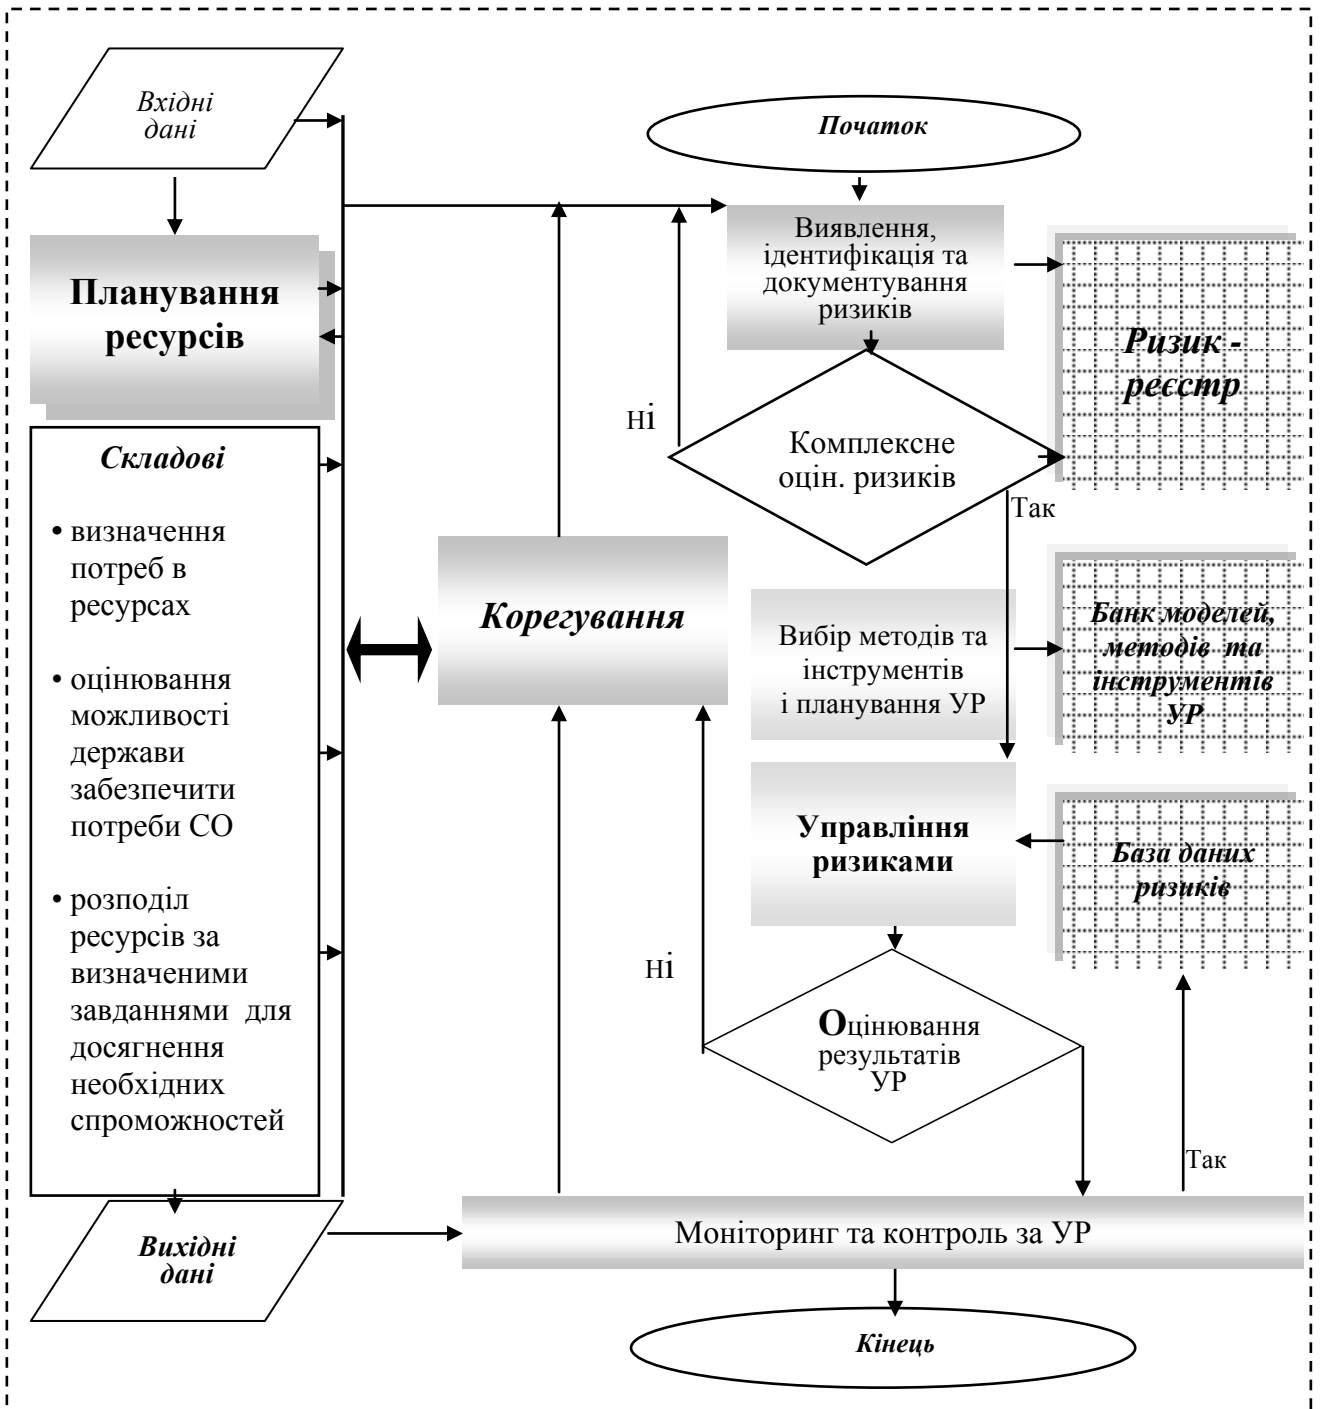 Вхідні
дані
Планування
ресурсів
Складові
• визначення
потреб в
ресурсах
• оцінювання
можливості
держави
забезпечити
потреби СО
• розподіл
ресурсів за
визначеними
завданнями для
досягнення
необхідних
спроможностей
Вихідні
дані
Корегування
Початок
Виявлення,
ідентифікація та
документування
ризиків
Ризик -
реєстр
Ні
Комплексне
оцін. ризиків
Так
Вибір методів та
інструментів
і планування УР
Банк моделей,
методів та
інструментів
УР
Управління
ризиками
База даних
ризиків
Ні
Оцінювання
результатів
УР
Так
Моніторинг та контроль за УР
Кінець